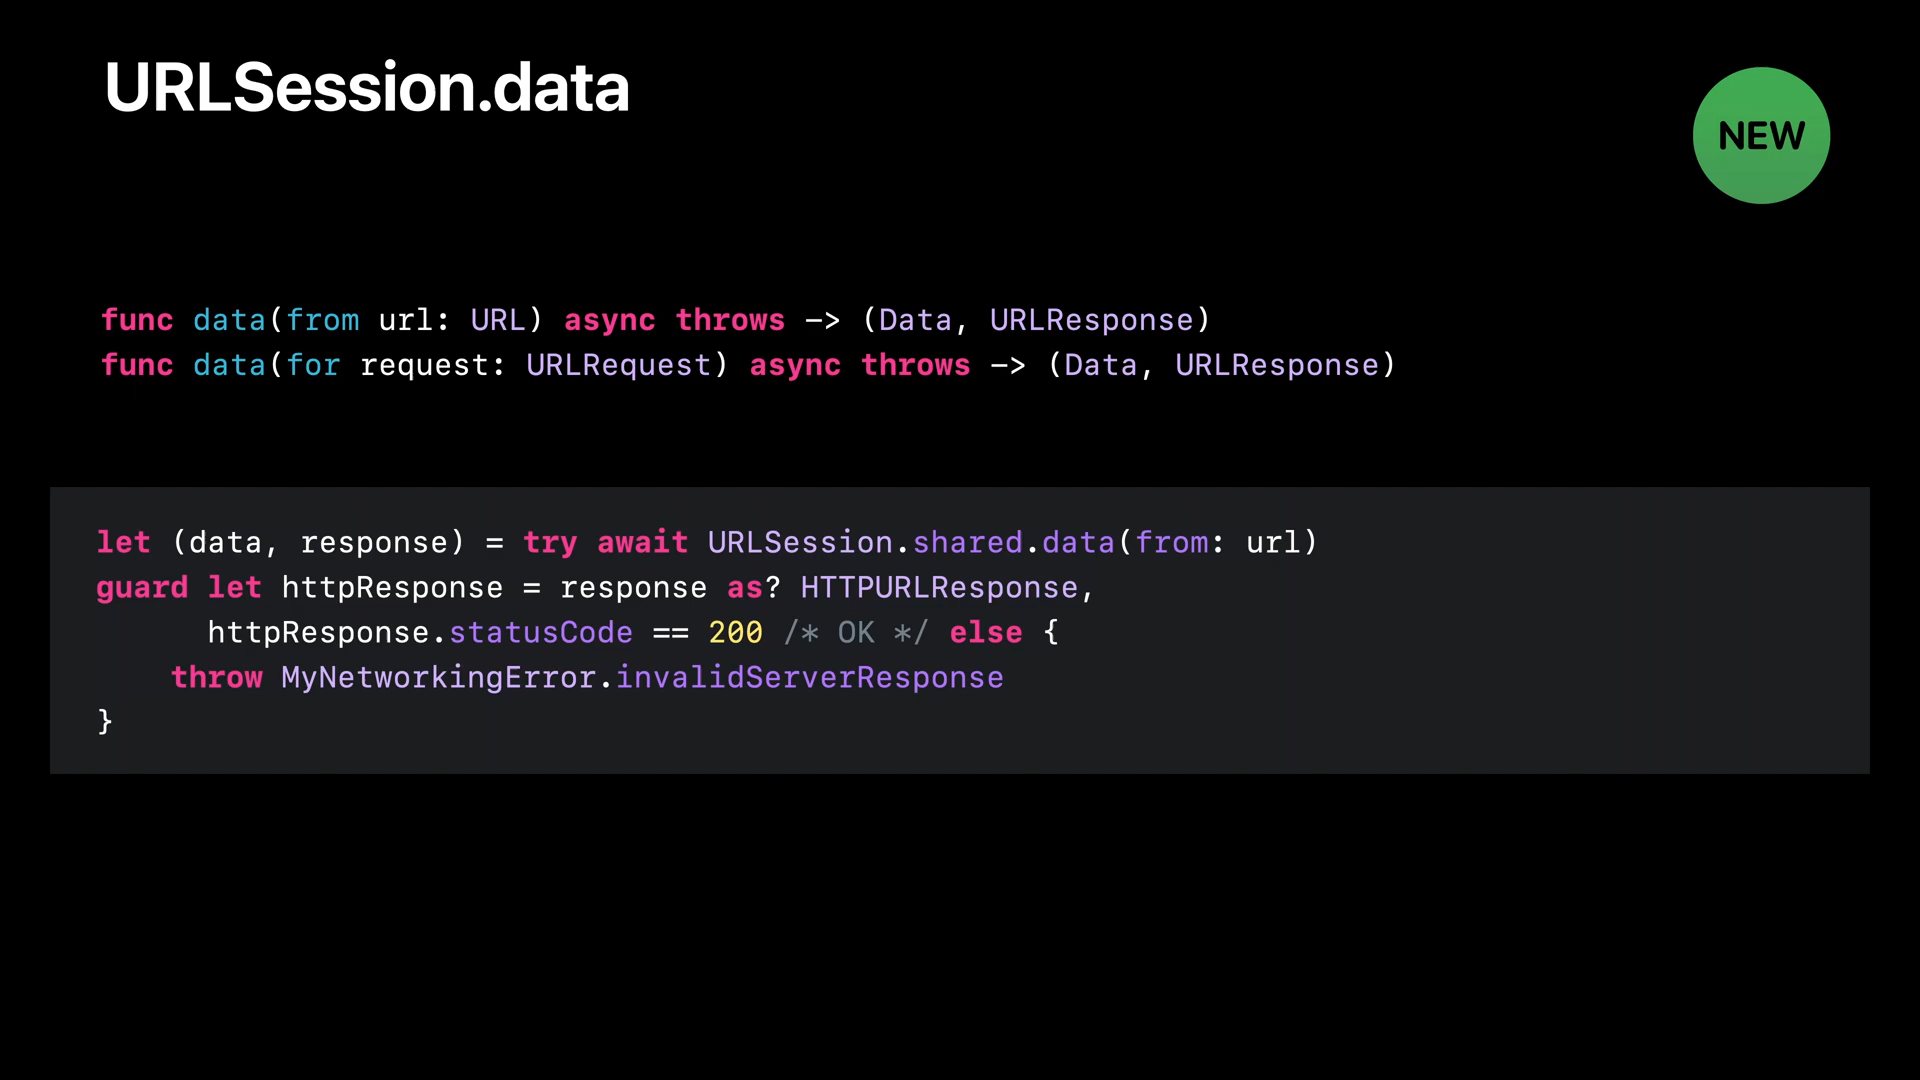 URLSession.data
NEW
func data(from url: URL) async throws -> (Data, URLResponse)
func data(for request: URLRequest) async throws -> (Data, URLResponse)
let (data, response) = try await URLSession.shared.data(from: url)
guard let httpResponse = response as? HTTPURLResponse,
      httpResponse.statusCode == 200 /* OK */ else {
    throw MyNetworkingError.invalidServerResponse
}